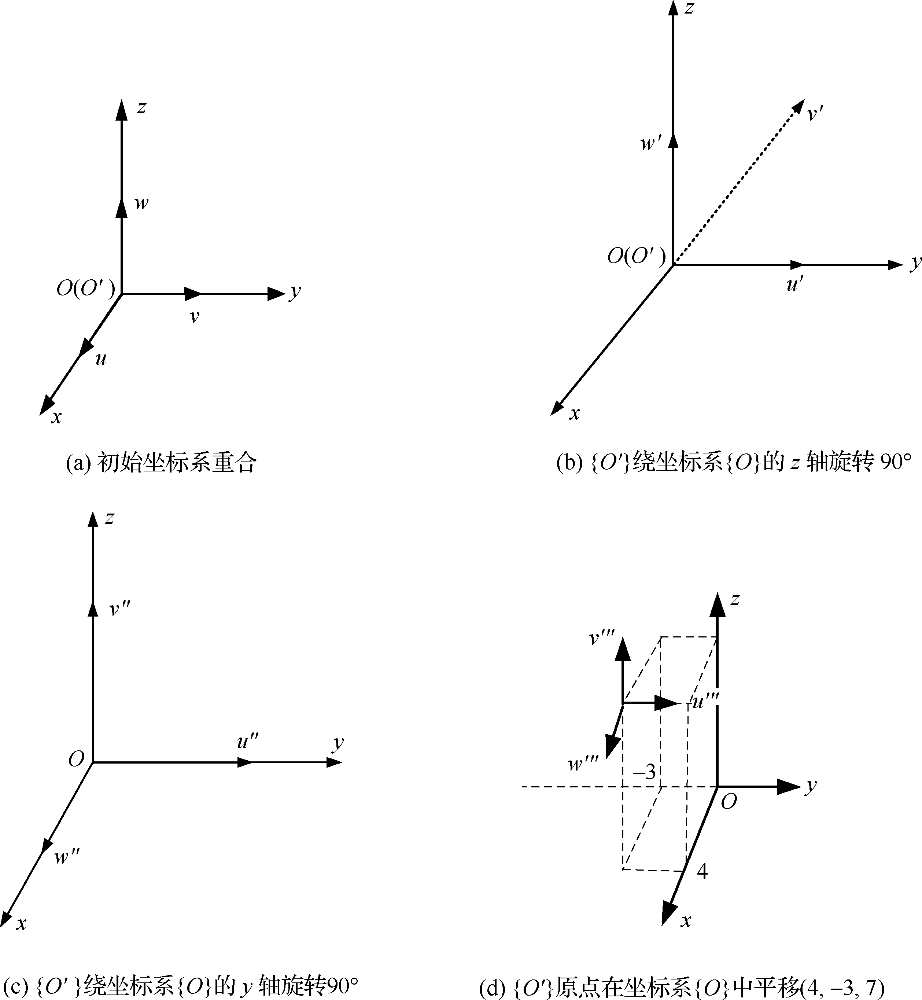 z
w
O(O′)
y
v
u
x
(a) 初始坐标系重合
z
v′
w′
O(O′)
y
u′
x
(b) {O′}绕坐标系{O}的 z 轴旋转 90°
z
v″
u″
y
O
w″
x
(c) {O′}绕坐标系{O}的 y 轴旋转90°
z
v‴
u‴
w‴
−3
y
O
4
x
(d) {O′}原点在坐标系{O}中平移(4, −3, 7)